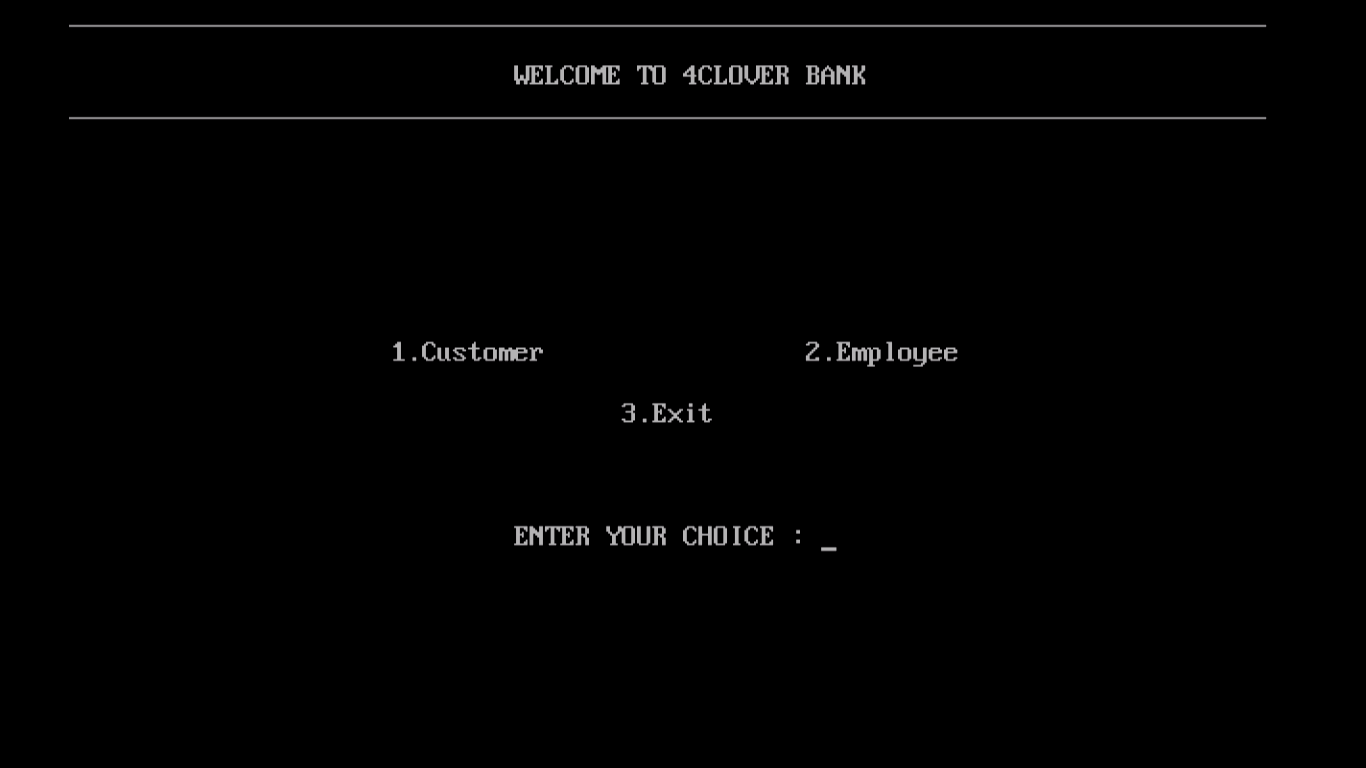 WELCOME TO 4CLOVER BANK
1.Customer 2.Employee
3.Exit
ENTER YOUR CHOICE : _